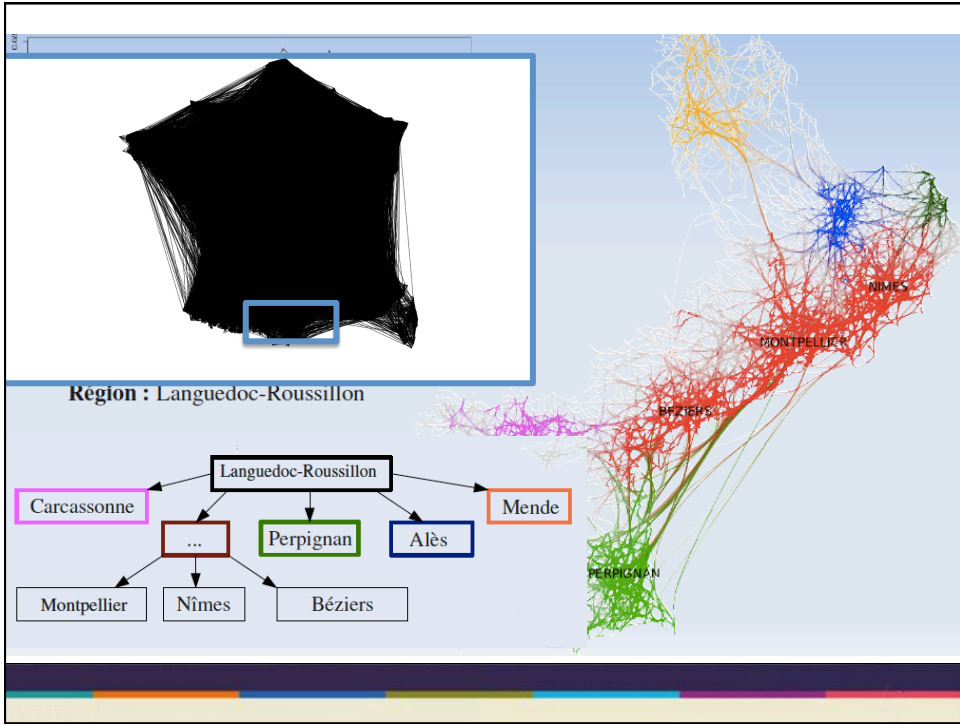 Région : Languedoc-Roussillon
Languedoc-Roussillon
Carcassonne
...
Perpignan
Alès
Mende
Montpellier
Nîmes
Béziers
NIMES
MONTPELLIER
BEZIERS
PERPIGNAN